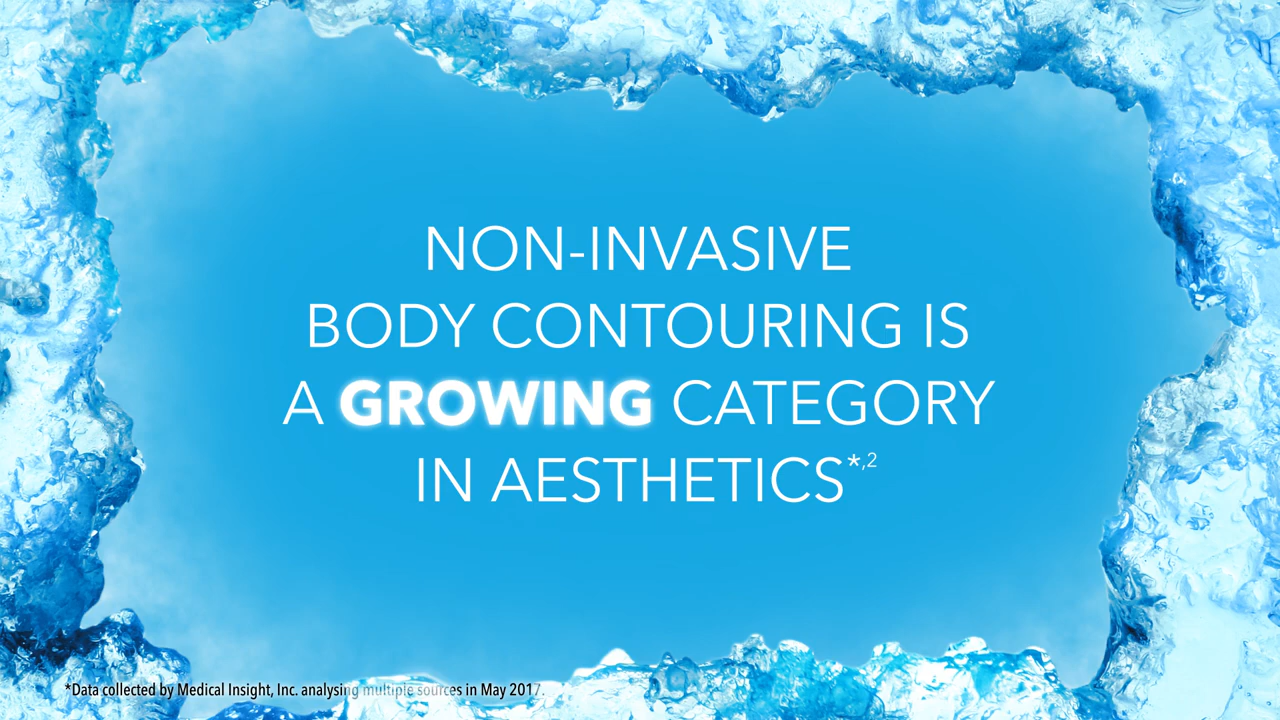 NON-INVASIVE
BODY CONTOURING IS
A GROWING CATEGORY
IN AESTHETICS*,2
*Data collected by Medical Insight, Inc. analysing multiple sources in May 2017.